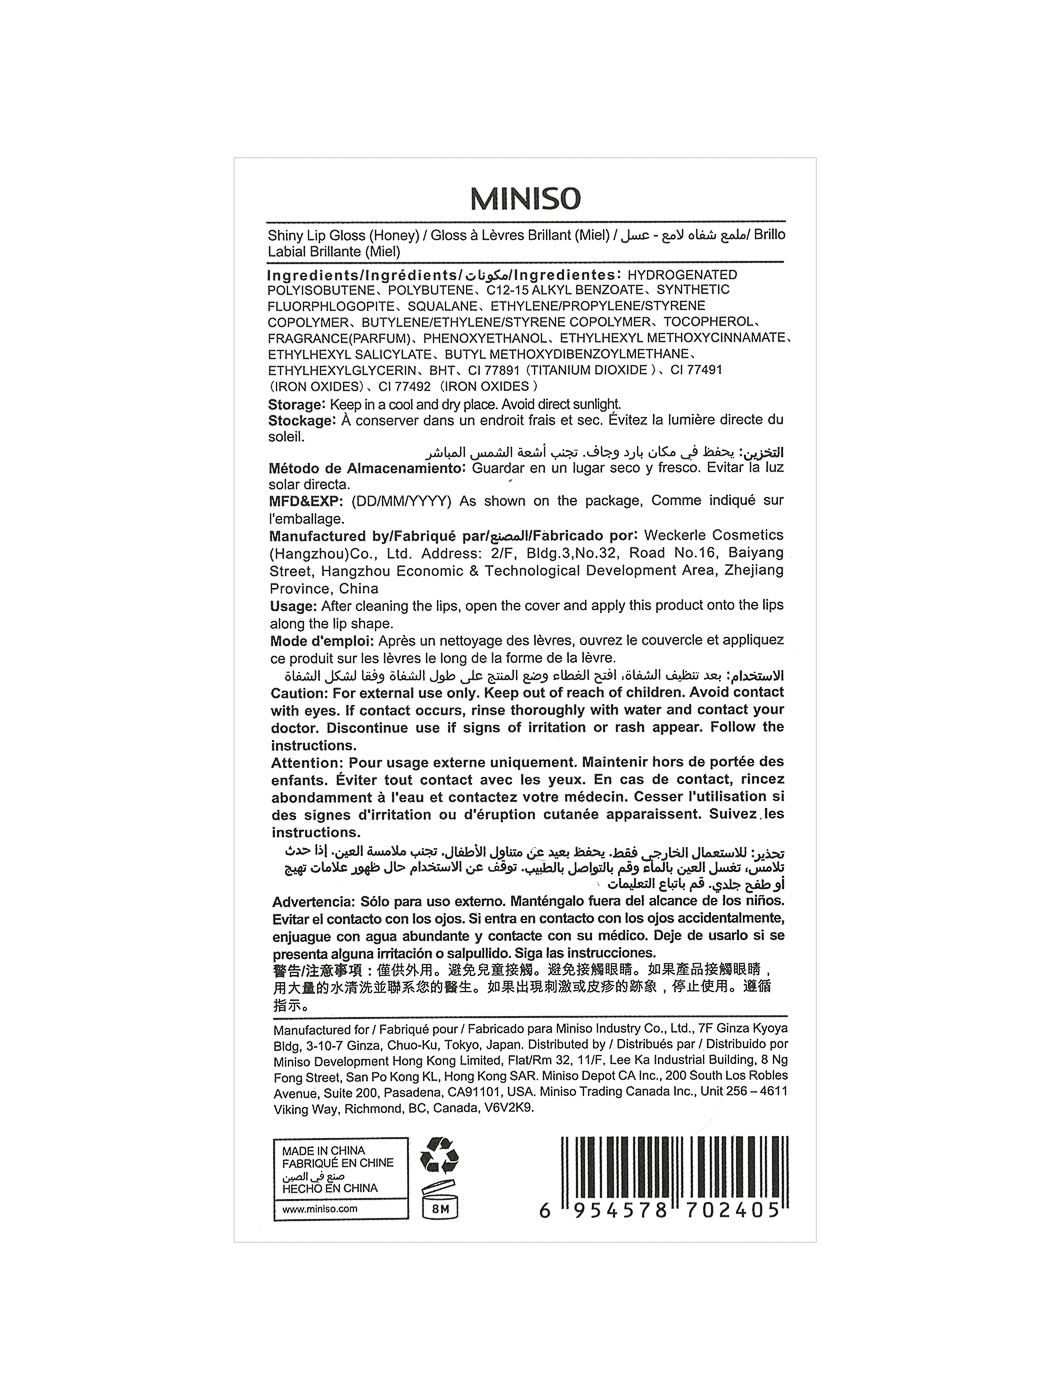 MINISO
Shiny Lip Gloss (Honey) / Gloss à Lèvres Brillant (Miel) / ملمع شفاه لامع - عسل/ Brillo
Labial Brillante (Miel)
Ingredients/Ingrédients/مكونات/Ingredientes: HYDROGENATED
POLYISOBUTENE、POLYBUTENE、C12-15 ALKYL BENZOATE、SYNTHETIC
FLUORPHLOGOPITE、SQUALANE、ETHYLENE/PROPYLENE/STYRENE
COPOLYMER、BUTYLENE/ETHYLENE/STYRENE COPOLYMER、TOCOPHEROL、
FRAGRANCE(PARFUM)、PHENOXYETHANOL、ETHYLHEXYL METHOXYCINNAMATE、
ETHYLHEXYL SALICYLATE、BUTYL METHOXYDIBENZOYLMETHANE、
ETHYLHEXYLGLYCERIN、BHT、CI 77891 (TITANIUM DIOXIDE )、CI 77491
(IRON OXIDES)、CI 77492 (IRON OXIDES )
Storage: Keep in a cool and dry place. Avoid direct sunlight.
Stockage: À conserver dans un endroit frais et sec. Évitez la lumière directe du
soleil.
التخزين: يحفظ في مكان بارد وجاف. تجنب أشعة الشمس المباشر
Método de Almacenamiento: Guardar en un lugar seco y fresco. Evitar la luz
solar directa.
MFD&EXP: (DD/MM/YYYY) As shown on the package, Comme indiqué sur
l'emballage.
Manufactured by/Fabriqué par/المصنع/Fabricado por: Weckerle Cosmetics
(Hangzhou)Co., Ltd. Address: 2/F, Bldg.3,No.32, Road No.16, Baiyang
Street, Hangzhou Economic & Technological Development Area, Zhejiang
Province, China
Usage: After cleaning the lips, open the cover and apply this product onto the lips
along the lip shape.
Mode d'emploi: Après un nettoyage des lèvres, ouvrez le couvercle et appliquez
ce produit sur les lèvres le long de la forme de la lèvre.
الاستخدام: بعد تنظيف الشفاة، افتح الغطاء وضع المنتج على طول الشفاة وفقا لشكل الشفاة
Caution: For external use only. Keep out of reach of children. Avoid contact
with eyes. If contact occurs, rinse thoroughly with water and contact your
doctor. Discontinue use if signs of irritation or rash appear. Follow the
instructions.
Attention: Pour usage externe uniquement. Maintenir hors de portée des
enfants. Éviter tout contact avec les yeux. En cas de contact, rincez
abondamment à l'eau et contactez votre médecin. Cesser l'utilisation si
des signes d'irritation ou d'éruption cutanée apparaissent. Suivez les
instructions.
تحذير: للاستعمال الخارجي فقط. يحفظ بعيد عن متناول الأطفال. تجنب ملامسة العين. إذا حدث
تلامس، تغسل العين بالماء وقم بالتواصل بالطبيب. توقف عن الاستخدام حال ظهور علامات تهيج
أو طفح جلدي. قم باتباع التعليمات
Advertencia: Sólo para uso externo. Manténgalo fuera del alcance de los niños.
Evitar el contacto con los ojos. Si entra en contacto con los ojos accidentalmente,
enjuague con agua abundante y contacte con su médico. Deje de usarlo si se
presenta alguna irritación o salpullido. Siga las instrucciones.
警告/注意事項：僅供外用。避免兒童接觸。避免接觸眼睛。如果產品接觸眼睛，
用大量的水清洗並聯系您的醫生。如果出現刺激或皮疹的跡象，停止使用。遵循
指示。
Manufactured for / Fabriqué pour / Fabricado para Miniso Industry Co., Ltd., 7F Ginza Kyoya
Bldg, 3-10-7 Ginza, Chuo-Ku, Tokyo, Japan. Distributed by / Distribués par / Distribuido por
Miniso Development Hong Kong Limited, Flat/Rm 32, 11/F, Lee Ka Industrial Building, 8 Ng
Fong Street, San Po Kong KL, Hong Kong SAR. Miniso Depot CA Inc., 200 South Los Robles
Avenue, Suite 200, Pasadena, CA91101, USA. Miniso Trading Canada Inc., Unit 256 – 4611
Viking Way, Richmond, BC, Canada, V6V2K9.
MADE IN CHINA
FABRIQUÉ EN CHINE
صنع في الصين
HECHO EN CHINA
www.miniso.com
8M
6 954578 702405